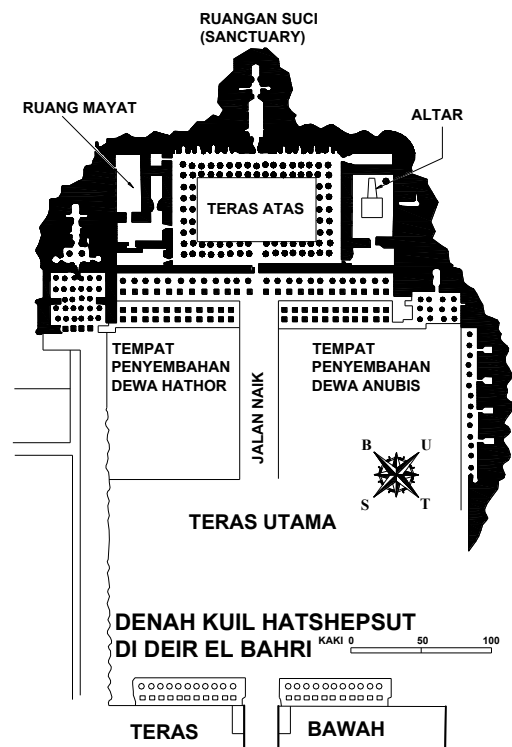 RUANGAN SUCI
(SANCTUARY)
RUANG MAYAT
ALTAR
TERAS ATAS
TEMPAT
PENYEMBAHAN
DEWA HATHOR
JALAN NAIK
TEMPAT
PENYEMBAHAN
DEWA ANUBIS
B U
S T
TERAS UTAMA
DENAH KUIL HATSHEPSUT
DI DEIR EL BAHRI
KAKI 0 50 100
TERAS BAWAH